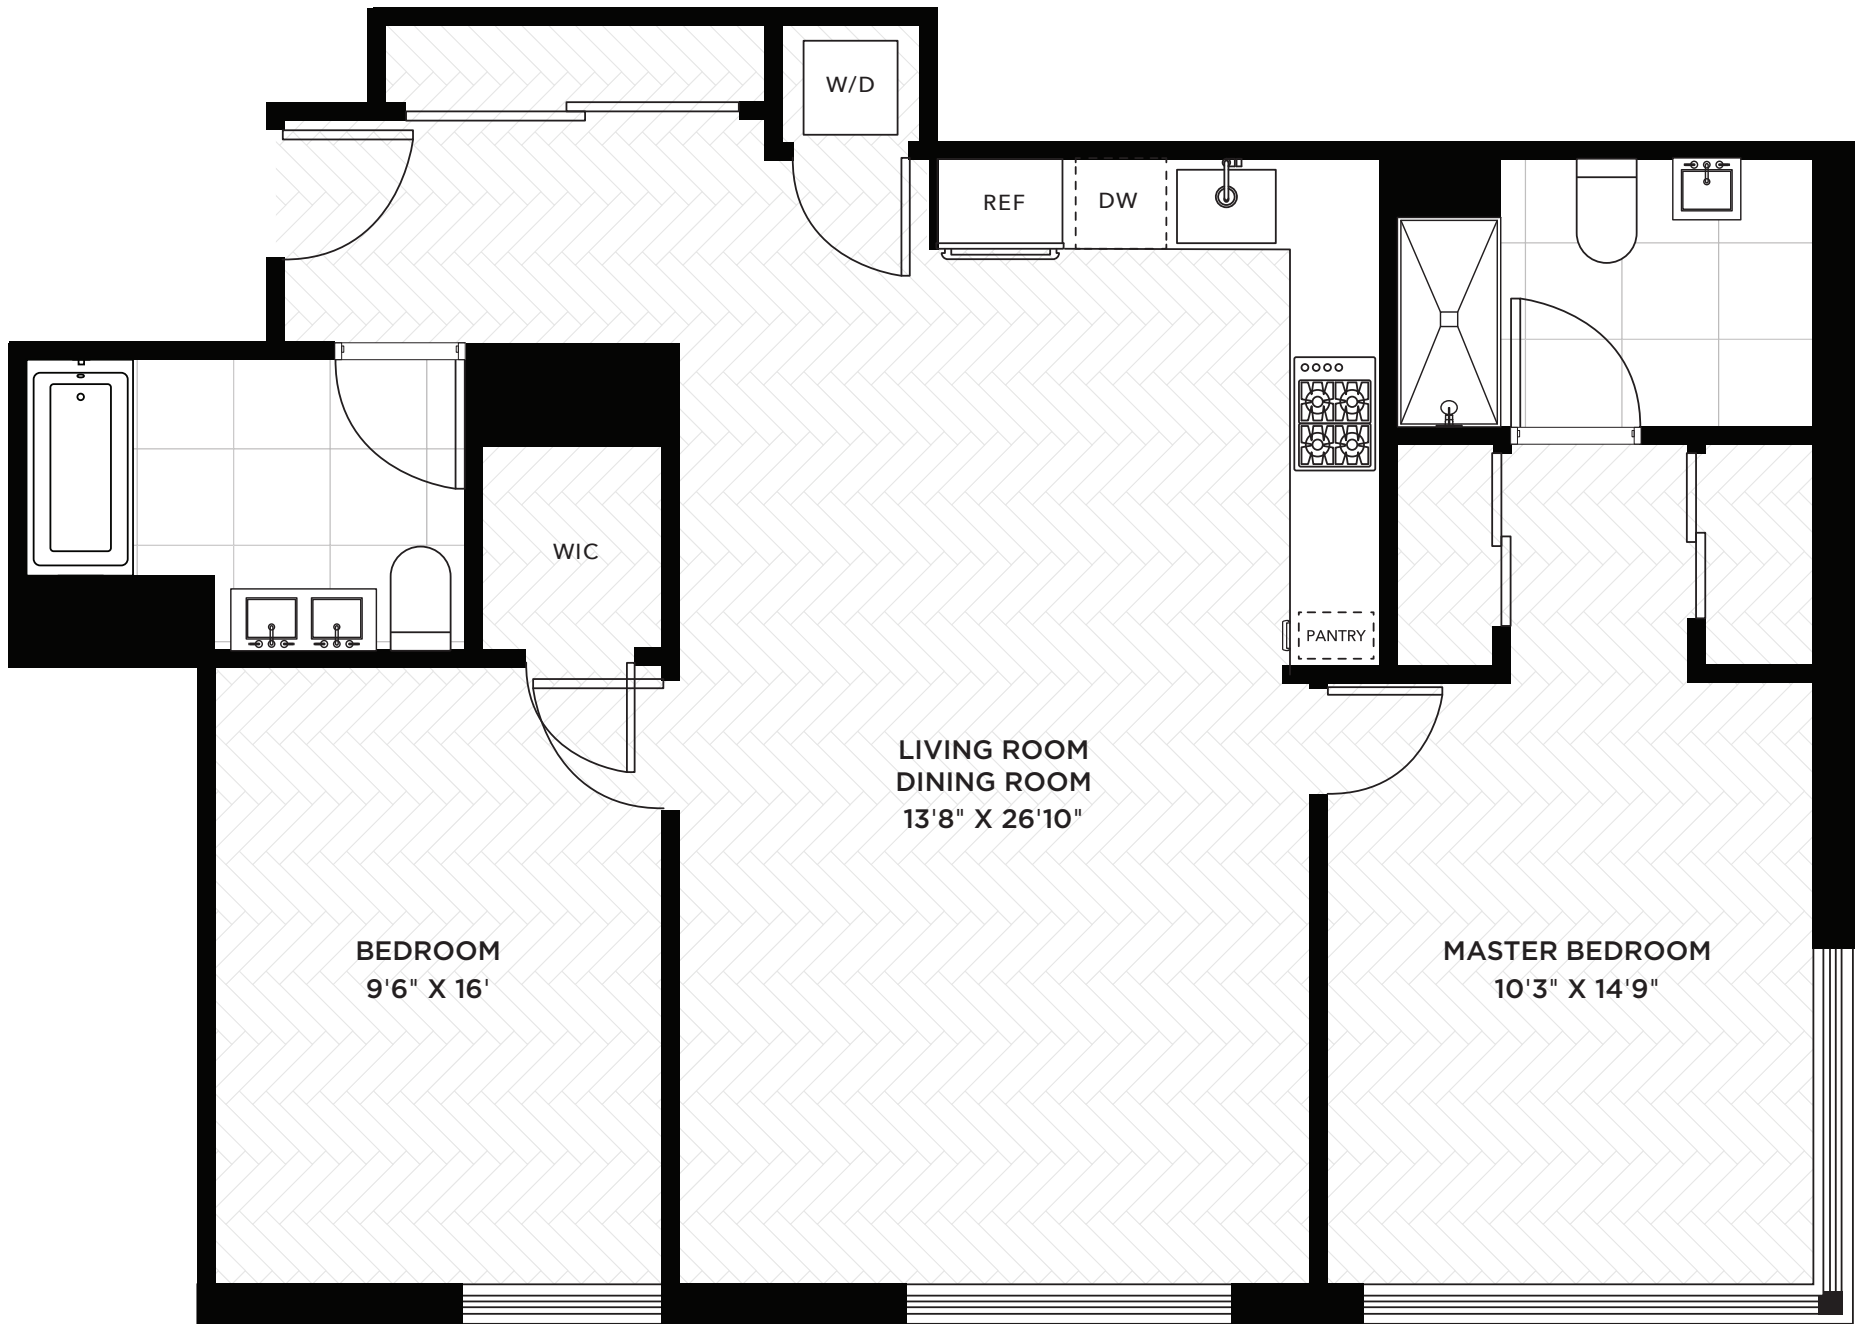 W/D
REF
DW
WIC
PANTRY
LIVING ROOM
DINING ROOM
13'8" X 26'10"
BEDROOM
9'6" X 16'
MASTER BEDROOM
10'3" X 14'9"